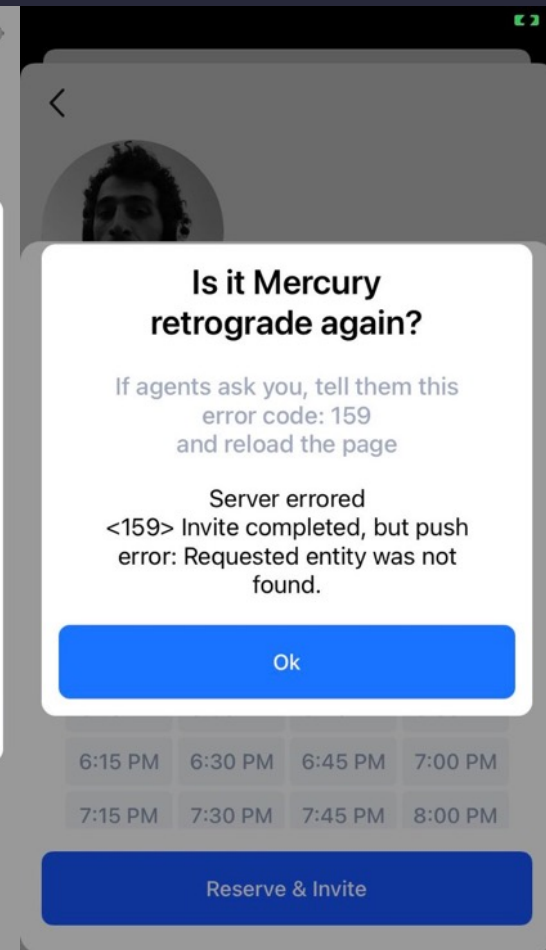 Is it Mercury
retrograde again?
If agents ask you, tell them this
error code: 159
and reload the page
Server errored
<159> Invite completed, but push
error: Requested entity was not
found.
Ok
6:15 PM 6:30 PM 6:45 PM 7:00 PM
7:15 PM 7:30 PM 7:45 PM 8:00 PM
Reserve & Invite